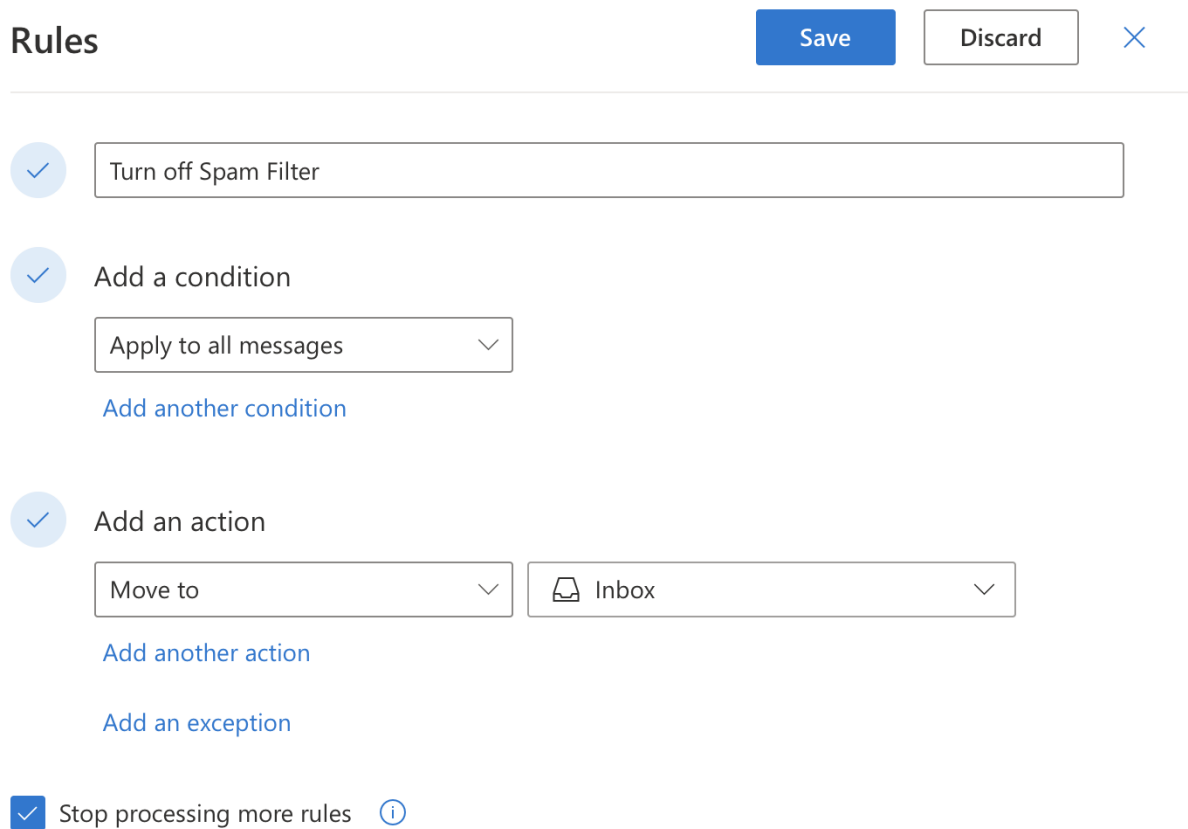 Rules
Save
Discard
Turn off Spam Filter
Add a condition
Apply to all messages
Add another condition
Add an action
Move to
Inbox
Add another action
Add an exception
Stop processing more rules